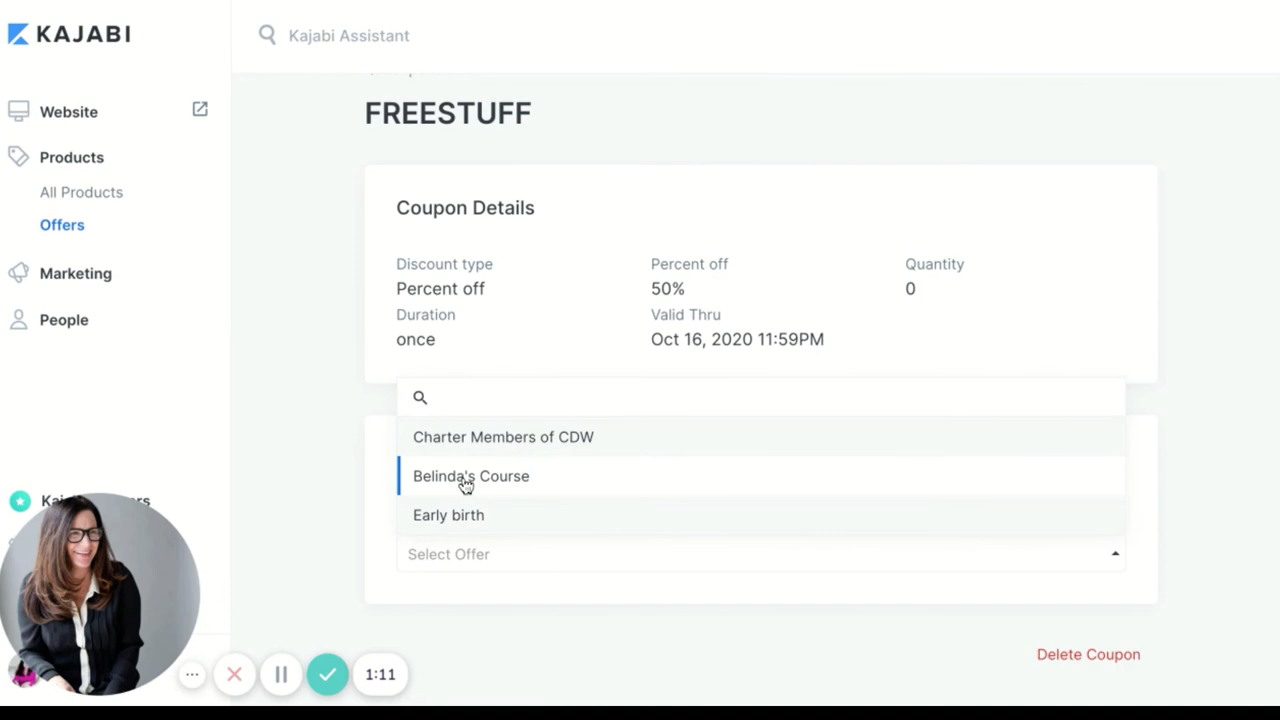 KAJABI
Kajabi Assistant
Website
Products
All Products
Offers
Marketing
People
FREESTUFF
Coupon Details
Discount type
Percent off
Quantity
Percent off
50%
0
Duration
Valid Thru
once
Oct 16, 2020 11:59PM
Charter Members of CDW
Belinda's Course
Early birth
Select Offer
Delete Coupon
1:11